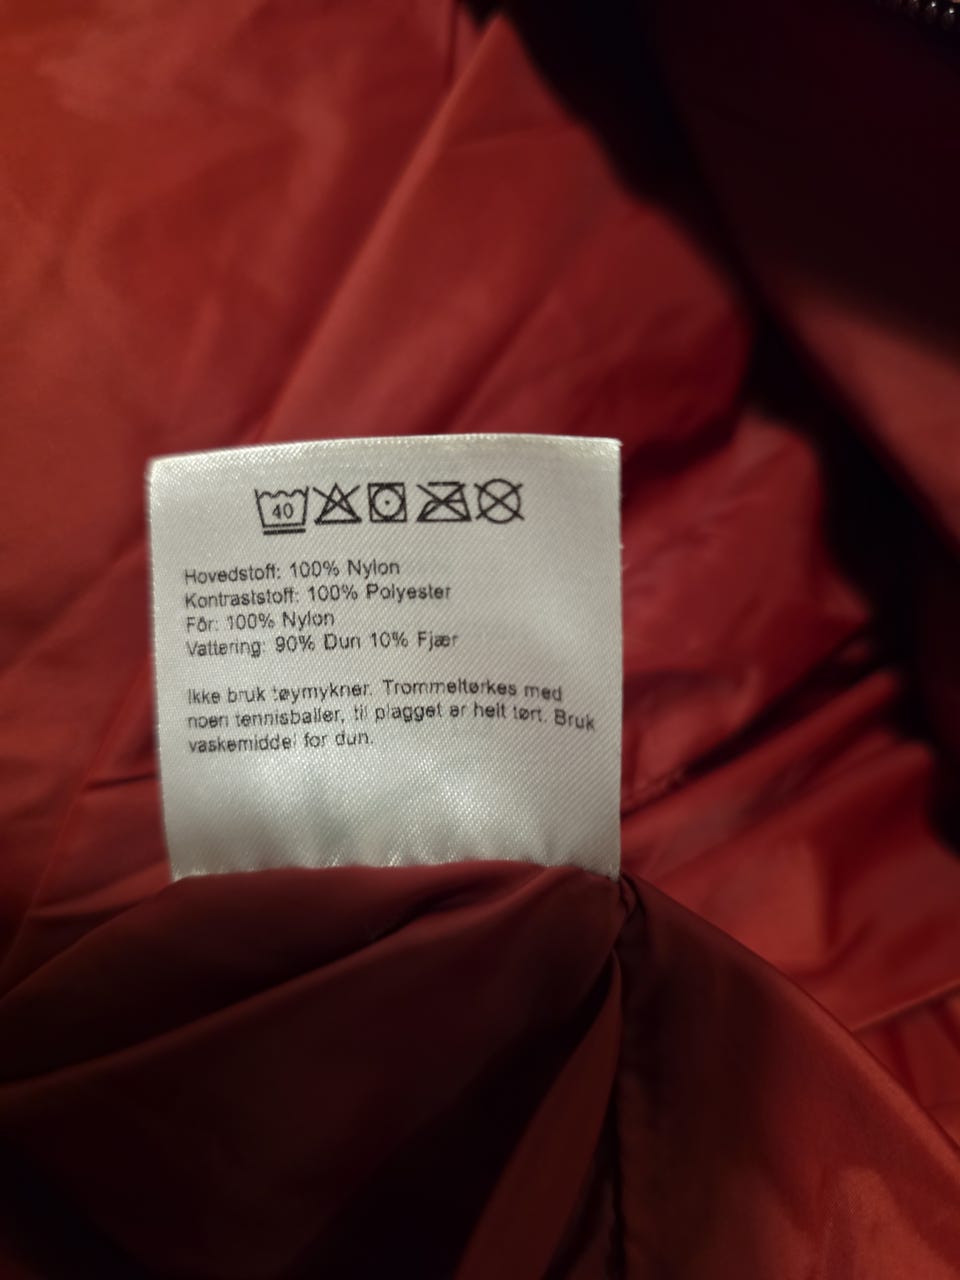 40
Hovedstoff: 100% Nylon
Kontraststoff: 100% Polyester
Fôr: 100% Nylon
Vattering: 90% Dun 10% Fjær
Ikke bruk tøymykner. Trommeltørkes med
noen tennisballer, til plagget er helt tørt. Bruk
vaskemiddel for dun.